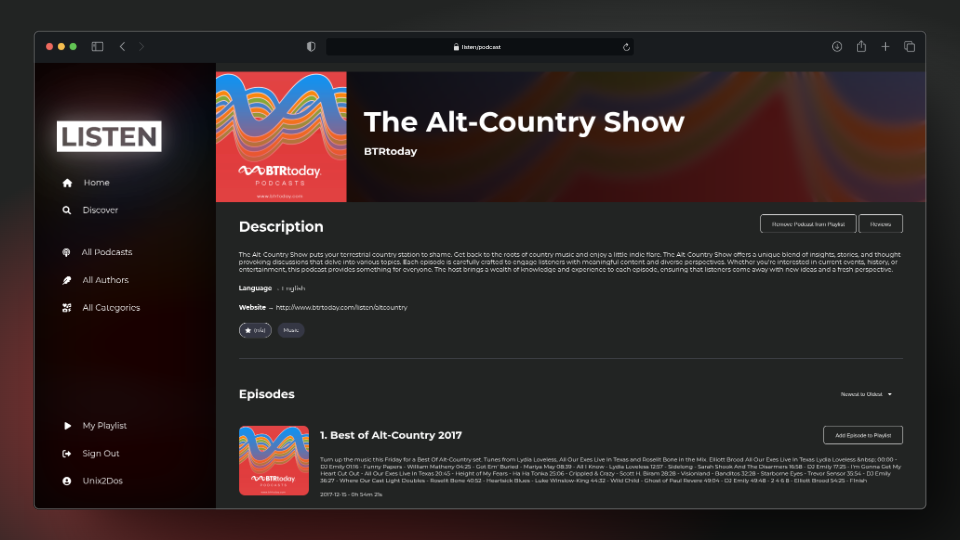 listen/podcast
LISTEN
Home
Discover
All Podcasts
All Authors
All Categories
My Playlist
Sign Out
Unix2Dos
BTRtoday
PODCASTS
www.btrtoday.com
The Alt-Country Show
BTRtoday
Description
Remove Podcast from Playlist
Reviews
The Alt-Country Show puts your terrestrial country station to shame. Get back to the roots of country music and enjoy a little indie flare. The Alt-Country Show offers a unique blend of insights, stories, and thought
provoking discussions that delve into various topics. Each episode is carefully crafted to engage listeners with meaningful content and diverse perspectives. Whether you're interested in current events, history, or
entertainment, this podcast provides something for everyone. The host brings a wealth of knowledge and experience to each episode, ensuring that listeners come away with new ideas and a fresh perspective.
Language - English
Website - http://www.btrtoday.com/listen/altcountry
(n/a)
Music
Episodes
Newest to Oldest
BTRtoday
PODCASTS
1. Best of Alt-Country 2017
Add Episode to Playlist
Turn up the music this Friday for a Best Of Alt-Country set. Tunes from Lydia Loveless, All Our Exes Live In Texas and Roselit Bone in the mix. Elliott Brood All Our Exes Live in Texas Lydia Loveless &nbsp; 00:00 -
DJ Emily 01:16 - Funny Papers - William Matheny 04:25 - Got Em' Buried - Mariya May 08:39 - All I Know - Lydia Loveless 12:07 - Sidelong - Sarah Shook And The Disarmers 16:58 - DJ Emily 17:25 - I'm Gonna Get My
Heart Cut Out - All Our Exes Live In Texas 20:45 - Height of My Fears - Ha Ha Tonka 25:06 - Crippled & Crazy - Scott H. Biram 28:28 - Visionario - Banditos 32:28 - Starborne Eyes - Trevor Sensor 35:54 - DJ Emily
36:27 - Where Our Cast Light Doubles - Roselit Bone 40:52 - Heartsick Blues - Luke Winslow-King 44:32 - Wild Child - Ghost of Paul Revere 49:04 - DJ Emily 49:48 - 2 4 6 8 - Elliott Brood 54:25 - Finish
2017-12-15 - 0h 54m 21s